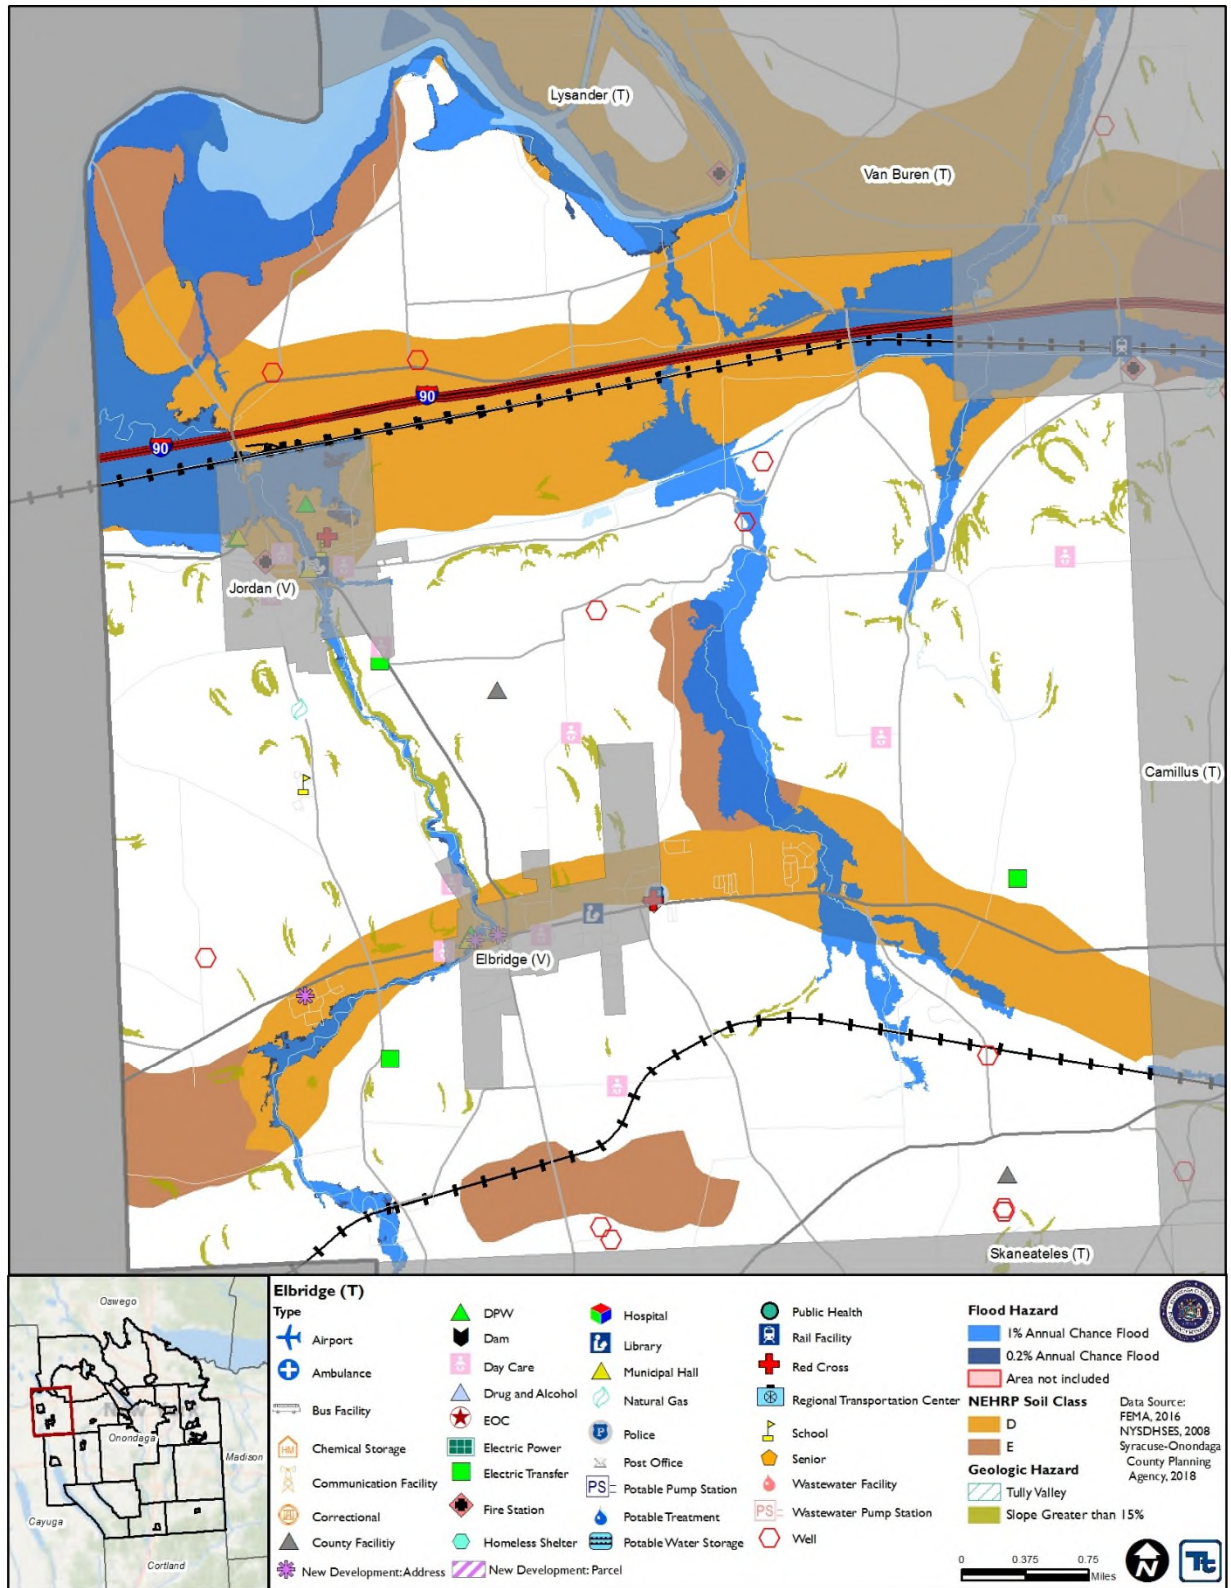 Lysander (T)
Van Buren (T)
90
90
Jordan (V)
Camillus (T)
Elbridge (V)
Skaneateles (T)
Oswego
Onondaga
Madison
Cayuga
Cortland
Elbridge (T)
Type
Airport
Ambulance
Bus Facility
HM
Chemical Storage
Communication Facility
Correctional
County Facilitiy
New Development: Address
DPW
Dam
Day Care
Drug and Alcohol
EOC
Electric Power
Electric Transfer
Fire Station
Homeless Shelter
New Development: Parcel
Hospital
Library
Municipal Hall
Natural Gas
P
Police
Post Office
PS
Potable Pump Station
Potable Treatment
Potable Water Storage
Public Health
Rail Facility
Red Cross
Regional Transportation Center
School
Senior
Wastewater Facility
PS
Wastewater Pump Station
Well
Flood Hazard
1% Annual Chance Flood
0.2% Annual Chance Flood
Area not included
NEHRP Soil Class
D
E
Geologic Hazard
Tully Valley
Slope Greater than 15%
Data Source:
FEMA, 2016
NYSDHSES, 2008
Syracuse-Onondaga
County Planning
Agency, 2018
0 0.375 0.75
Miles
N
Tt